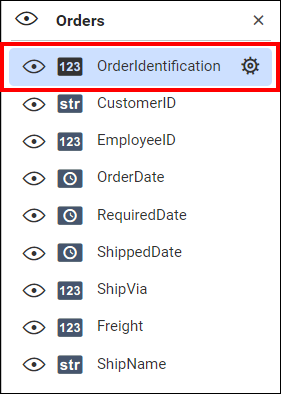 Orders
123 OrderIdentification
str CustomerID
123 EmployeeID
OrderDate
RequiredDate
ShippedDate
123 ShipVia
123 Freight
str ShipName